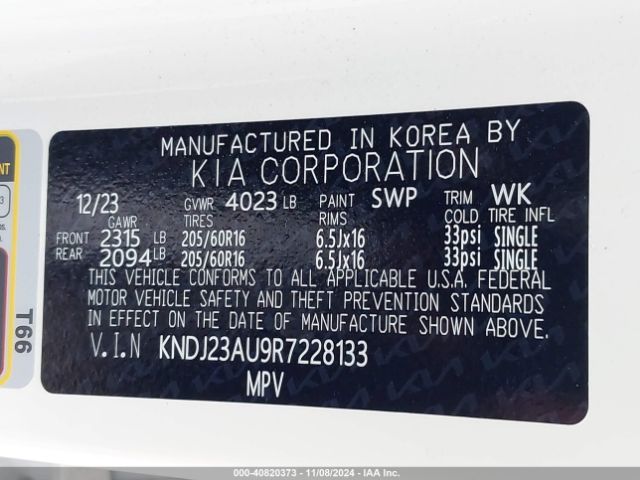 MANUFACTURED IN KOREA BY
KIA CORPORATION
12/23 GVWR 4023 LB PAINT SWP TRIM WK
GAWR TIRES RIMS COLD TIRE INFL
FRONT 2315 LB 205/60R16 6.5Jx16 33psi SINGLE
REAR 2094 LB 205/60R16 6.5Jx16 33psi SINGLE
THIS VEHICLE CONFORMS TO ALL APPLICABLE U.S.A. FEDERAL
MOTOR VEHICLE SAFETY AND THEFT PREVENTION STANDARDS
IN EFFECT ON THE DATE OF MANUFACTURE SHOWN ABOVE.
V.I.N KNDJ23AU9R7228133
MPV
T66
000-40820373 - 11/08/2024 - IAA